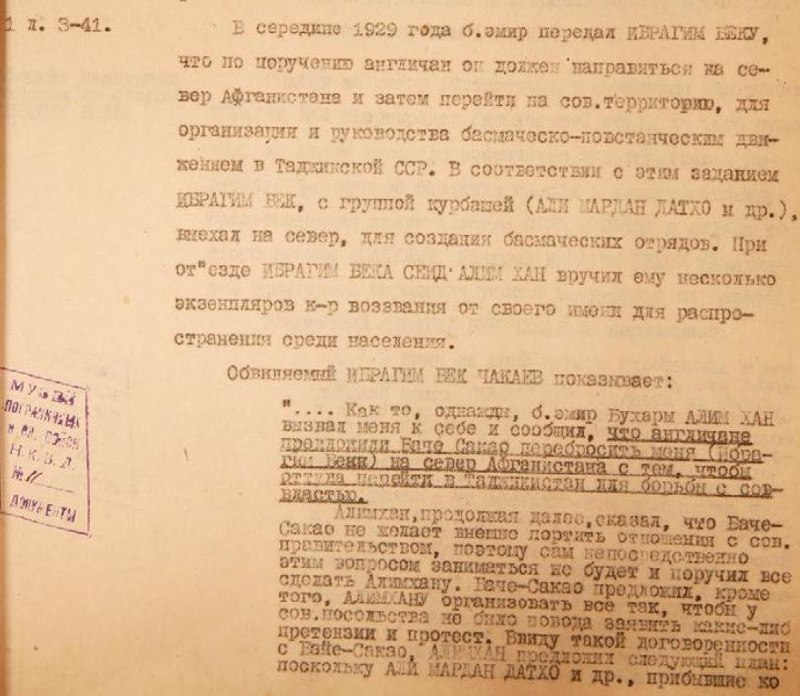 1 л. 3-41.
В середине 1929 года б.эмир передал ИБРАГИМ БЕКУ,
что по поручению англичан он должен направиться на се-
вер Афганистана и затем перейти на сов.территорию, для
организации и руководства басмаческо-повстанческим дви-
жением в Таджикской ССР. В соответствии с этим заданием
ИБРАГИМ БЕК, с группой курбашей (АЛИ МАРДАН ДАТХО и др.),
выехал на север, для создания басмаческих отрядов. При
от"езде ИБРАГИМ БЕКА СЕИД АЛИМ ХАН вручил ему несколько
экземпляров к-р воззвания от своего имени для распро-
странения среди населения.
Обвиляемый ИБРАГИМ БЕК ЧАКАЕВ показывает:
".... Как то, однажды, б.эмир Бухары АЛИМ ХАН
вызвал меня к себе и сообщил, что англичане
предложили Баче Сакао перебросить меня (Ибра-
гим Бека) на север Афганистана с тем, чтобы
оттуда перейти в Таджикистан для борьбы с сов-
властью.
Алимхан, продолжая далее, сказал, что Баче-
Сакао не желает внешне портить отношения с сов.
правительством, поэтому сам непосредственно
этим вопросом заниматься не будет и поручил все
сделать Алимхану. Баче-Сакао предложил, кроме
того, АЛИМХАНУ организовать все так, чтобы у
сов.посольства не было повода заявить какие-либ
претензии и протест. Ввиду такой договоренности
с Баче-Сакао, АЛИМХАН предложил следующий план:
поскольку АЛИ МАРДАН ДАТХО и др., прибывшие ко
МУЗЕЙ
ПОГРАНИЧНЫХ
И ВН. ВОЙСК
Н.К.В.Д.
№ 11
ДОКУМЕНТЫ